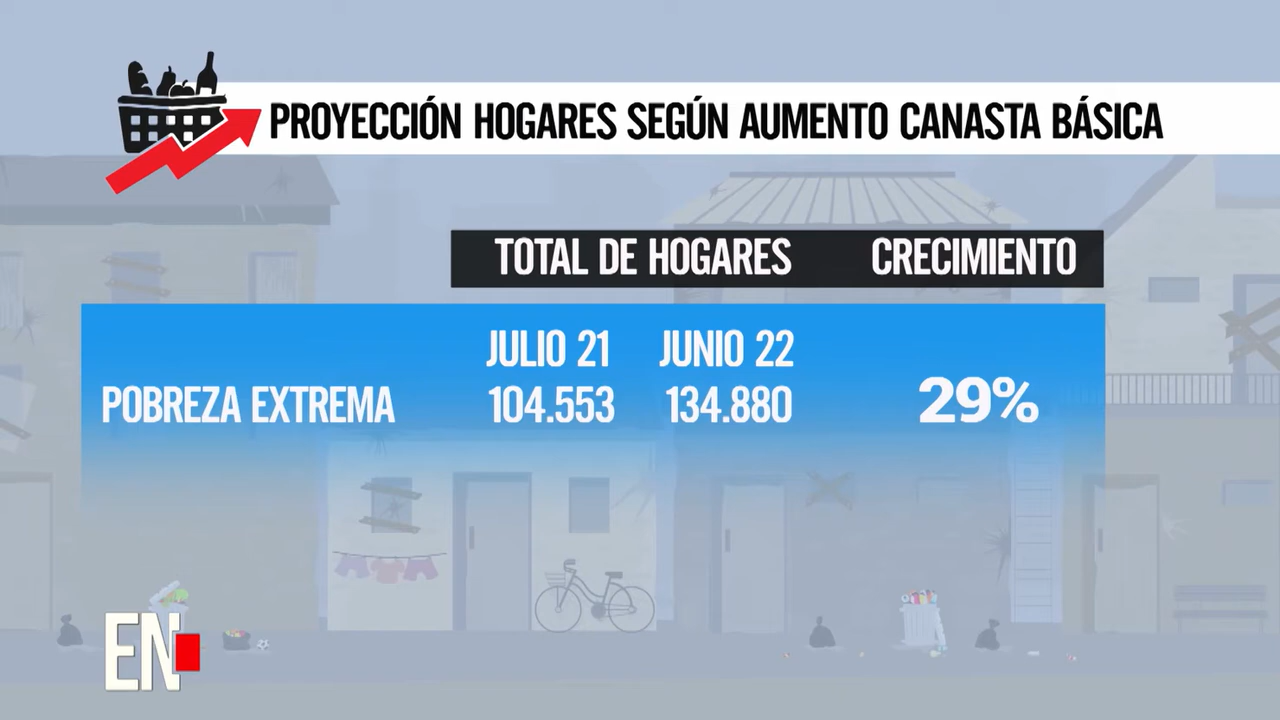 PROYECCIÓN HOGARES SEGÚN AUMENTO CANASTA BÁSICA
TOTAL DE HOGARES CRECIMIENTO
JULIO 21 JUNIO 22
POBREZA EXTREMA 104.553 134.880 29%
EN